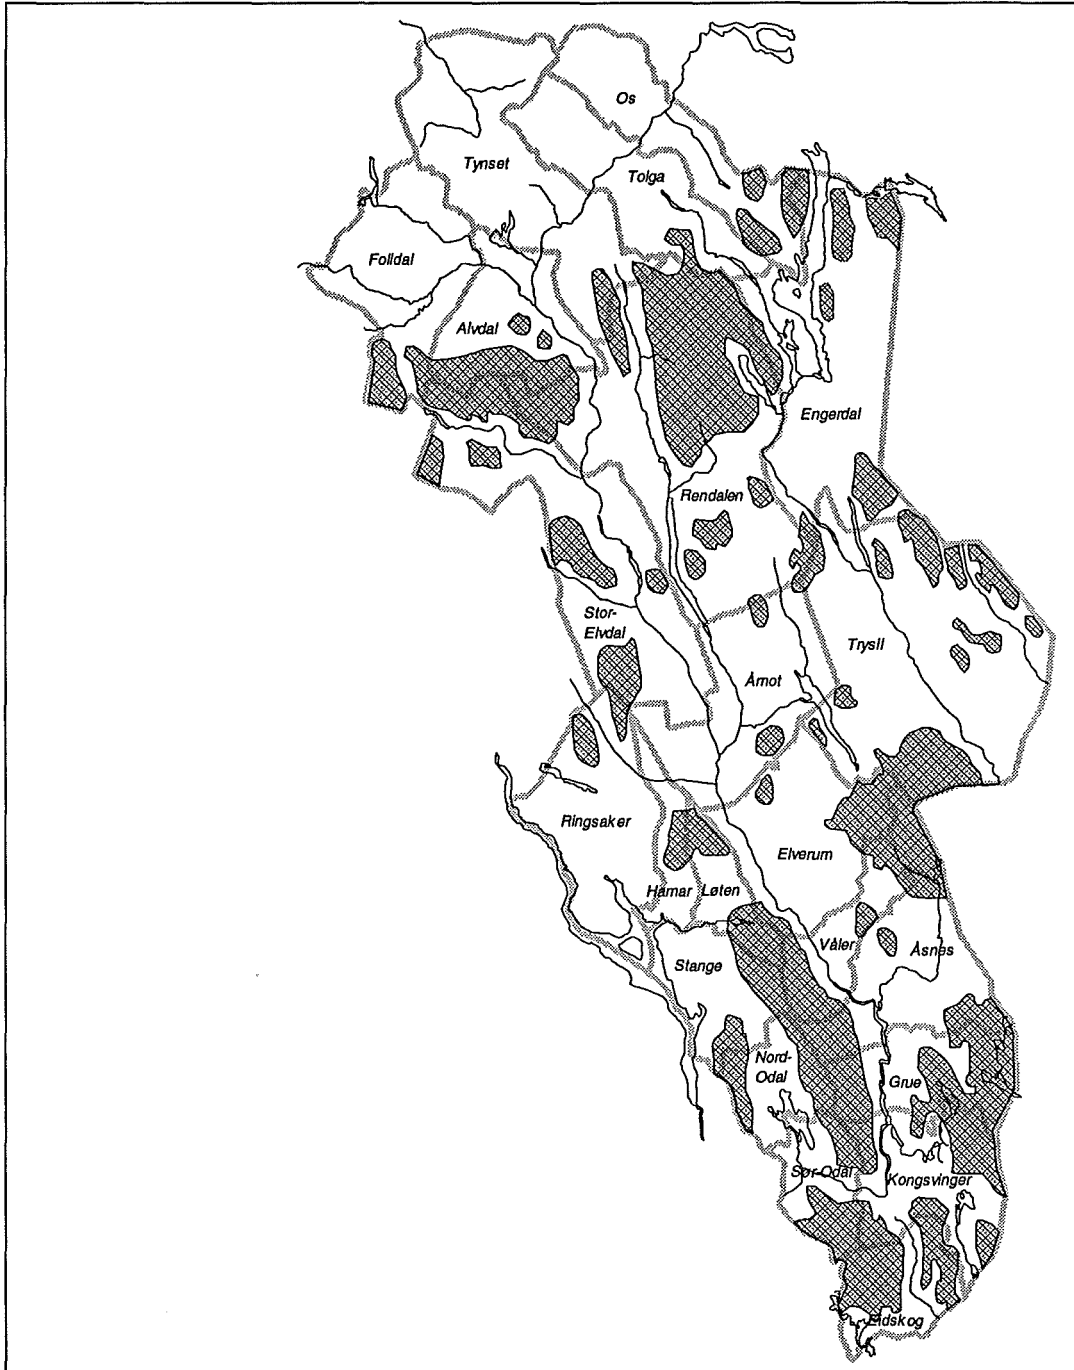 Os
Tynset
Tolga
Folldal
Alvdal
Engerdal
Rendalen
Stor-
Elvdal
Trysil
Åmot
Ringsaker
Elverum
Hamar
Løten
Våler
Åsnes
Stange
Nord-
Odal
Grue
Sør-Odal
Kongsvinger
Eidskog